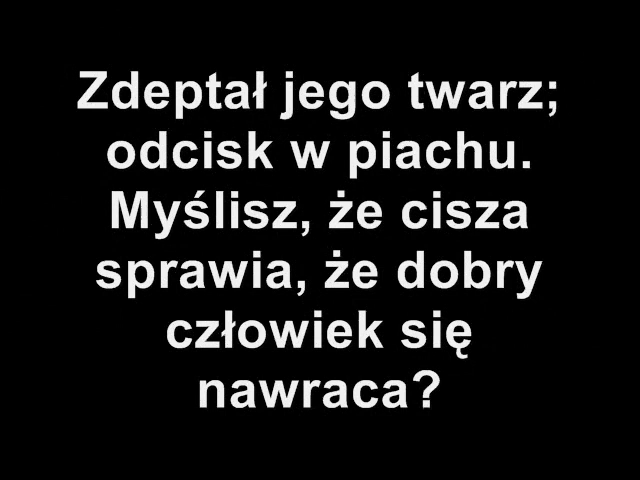 Zdeptał jego twarz;
odcisk w piachu.
Myślisz, że cisza
sprawia, że dobry
człowiek się
nawraca?